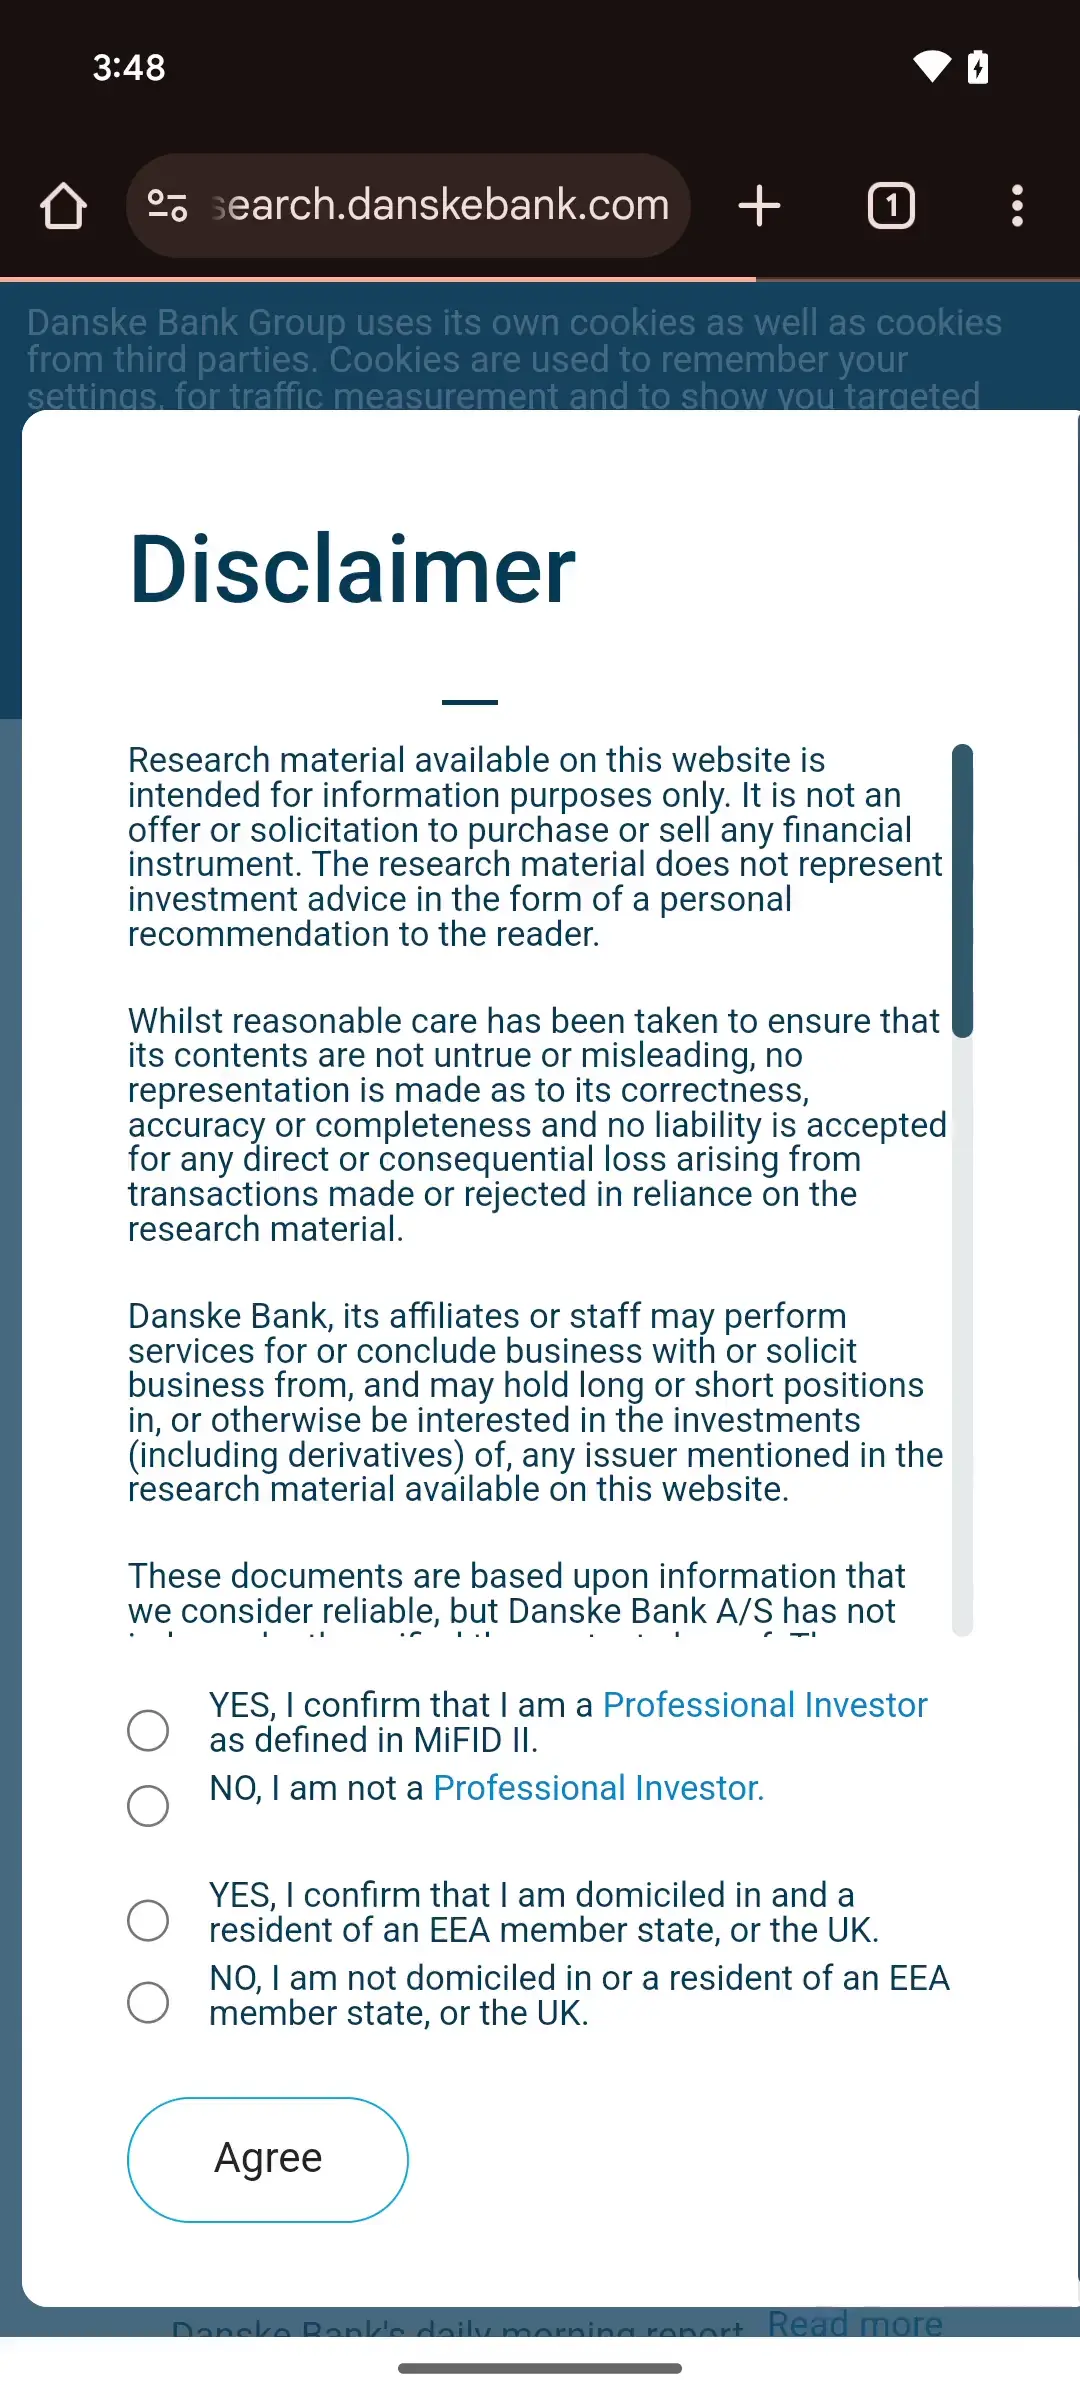 3:48
search.danskebank.com
1
Danske Bank Group uses its own cookies as well as cookies
from third parties. Cookies are used to remember your
settings, for traffic measurement and to show you targeted
Disclaimer
Research material available on this website is
intended for information purposes only. It is not an
offer or solicitation to purchase or sell any financial
instrument. The research material does not represent
investment advice in the form of a personal
recommendation to the reader.
Whilst reasonable care has been taken to ensure that
its contents are not untrue or misleading, no
representation is made as to its correctness,
accuracy or completeness and no liability is accepted
for any direct or consequential loss arising from
transactions made or rejected in reliance on the
research material.
Danske Bank, its affiliates or staff may perform
services for or conclude business with or solicit
business from, and may hold long or short positions
in, or otherwise be interested in the investments
(including derivatives) of, any issuer mentioned in the
research material available on this website.
These documents are based upon information that
we consider reliable, but Danske Bank A/S has not
YES, I confirm that I am a Professional Investor
as defined in MiFID II.
NO, I am not a Professional Investor.
YES, I confirm that I am domiciled in and a
resident of an EEA member state, or the UK.
NO, I am not domiciled in or a resident of an EEA
member state, or the UK.
Agree
Danske Bank's daily morning report Read more